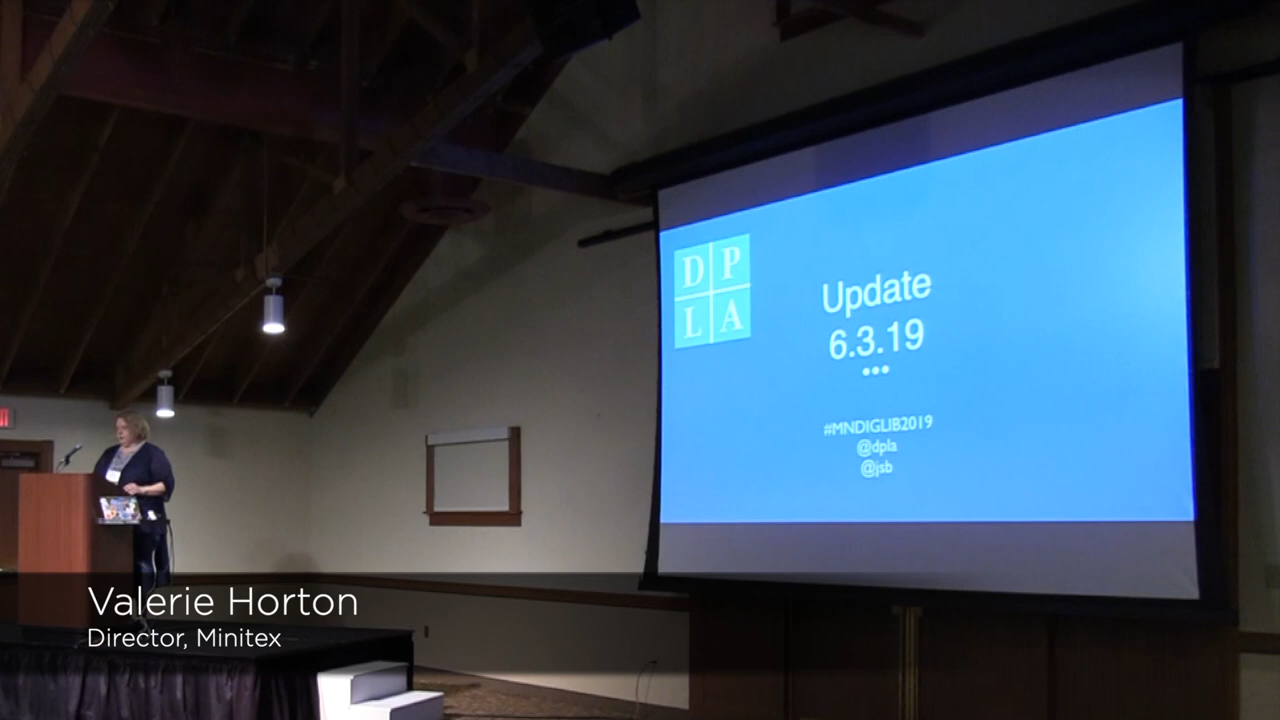 D P
L A
Update
6.3.19
•••
#MNDIGLIB2019
@dpla
@jsb
Valerie Horton
Director, Minitex